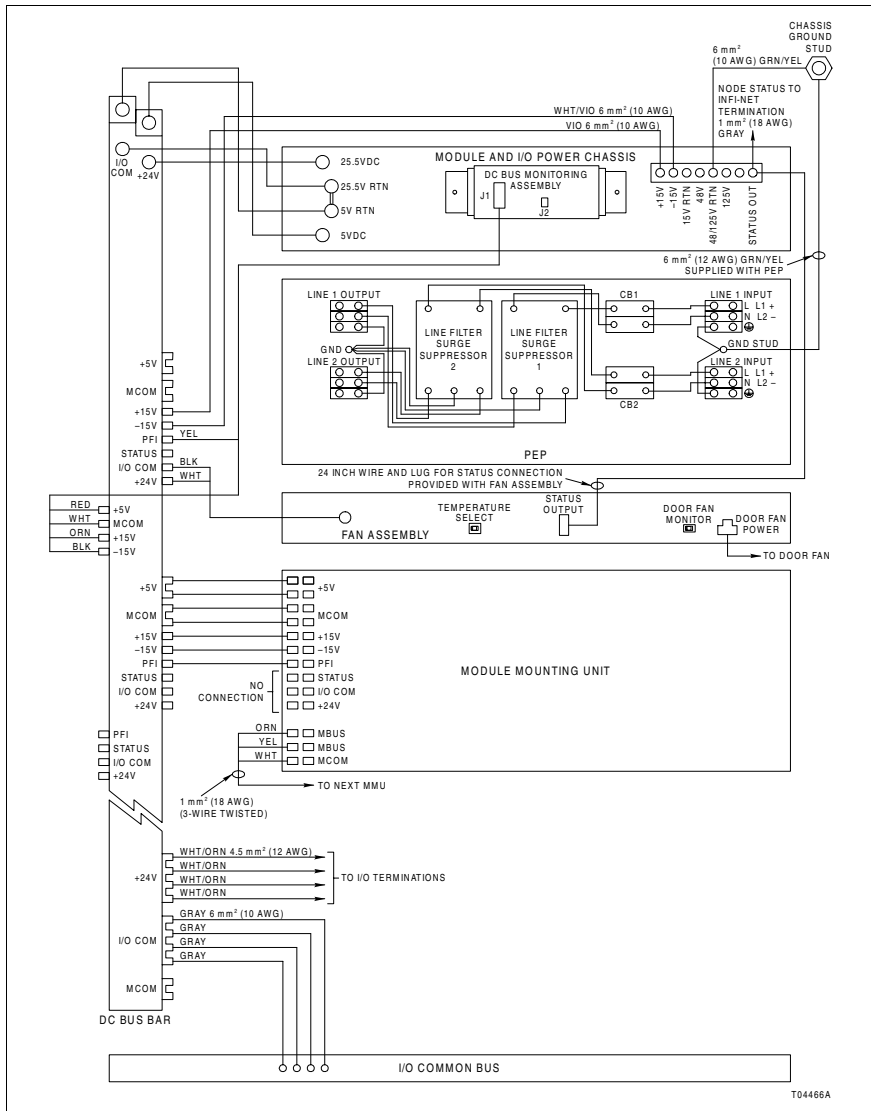 CHASSIS
GROUND
STUD
6 mm²
(10 AWG) GRN/YEL
NODE STATUS TO
INFI-NET
TERMINATION
1 mm² (18 AWG)
GRAY
WHT/VIO 6 mm² (10 AWG)
VIO 6 mm² (10 AWG)
I/O
COM
+24V
25.5VDC
25.5V RTN
5V RTN
5VDC
MODULE AND I/O POWER CHASSIS
DC BUS MONITORING
ASSEMBLY
J1
J2
+15V
–15V
15V RTN
48V
48/125V RTN
125V
STATUS OUT
6 mm² (12 AWG) GRN/YEL
SUPPLIED WITH PEP
LINE 1 OUTPUT
GND
LINE 2 OUTPUT
LINE FILTER
SURGE
SUPPRESSOR
2
LINE FILTER
SURGE
SUPPRESSOR
1
CB1
CB2
LINE 1 INPUT
L L1 +
N L2 –
GND STUD
LINE 2 INPUT
L L1 +
N L2 –
PEP
+5V
MCOM
+15V
–15V
PFI
YEL
STATUS
I/O COM
BLK
+24V
WHT
24 INCH WIRE AND LUG FOR STATUS CONNECTION
PROVIDED WITH FAN ASSEMBLY
RED
+5V
WHT
MCOM
ORN
+15V
BLK
–15V
FAN ASSEMBLY
TEMPERATURE
SELECT
STATUS
OUTPUT
DOOR FAN
MONITOR
DOOR FAN
POWER
TO DOOR FAN
+5V
MCOM
+15V
–15V
PFI
STATUS
I/O COM
+24V
NO
CONNECTION
+5V
MCOM
+15V
–15V
PFI
STATUS
I/O COM
+24V
MODULE MOUNTING UNIT
ORN
MBUS
YEL
MBUS
WHT
MCOM
TO NEXT MMU
1 mm² (18 AWG)
(3-WIRE TWISTED)
PFI
STATUS
I/O COM
+24V
+24V
WHT/ORN 4.5 mm² (12 AWG)
WHT/ORN
WHT/ORN
WHT/ORN
TO I/O TERMINATIONS
I/O COM
GRAY 6 mm² (10 AWG)
GRAY
GRAY
GRAY
MCOM
DC BUS BAR
I/O COMMON BUS
T04466A